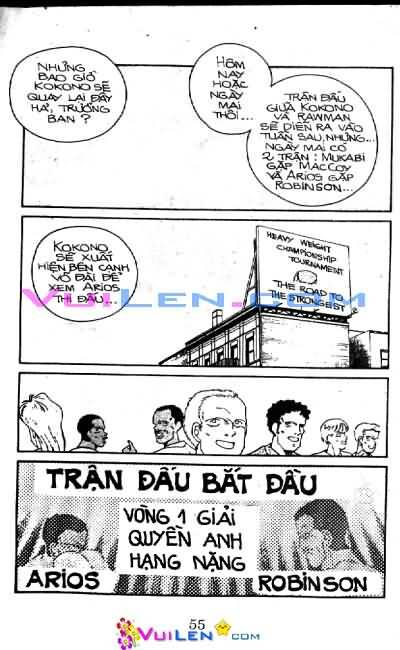 NHƯNG
BAO GIỜ
KOKONO SẼ
QUAY LẠI ĐÂY
HẢ, TRƯỞNG
BAN ?
HÔM
NAY
HOẶC
NGÀY
MAI
THÔI...
TRẬN ĐẤU
GIỮA KOKONO
VÀ RAWMAN
SẼ DIỄN RA VÀO
TUẦN SAU, NHƯNG...
NGÀY MAI CÓ
2 TRẬN : MUKABI
GẶP MACCOY
VÀ ARIOS GẶP
ROBINSON...
KOKONO
SẼ XUẤT
HIỆN BÊN CẠNH
VÕ ĐÀI ĐỂ
XEM ARIOS
THI ĐẤU...
HEAVY WEIGHT
CHAMPIONSHIP
TOURNAMENT
THE ROAD TO
THE STRONGEST
VUILEN.COM
TRẬN ĐẤU BẮT ĐẦU
VÒNG 1 GIẢI
QUYỀN ANH
HẠNG NẶNG
ARIOS
ROBINSON
55
VUILEN COM